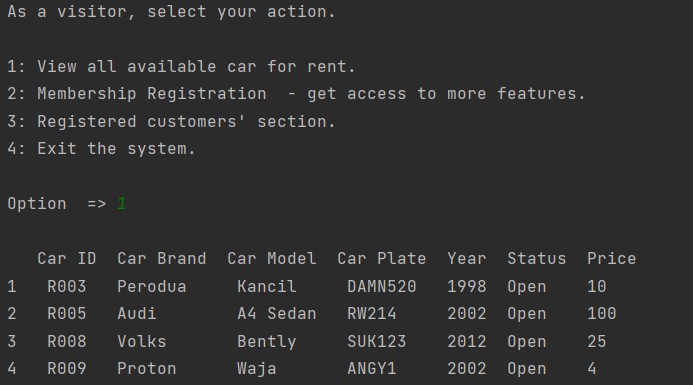 As a visitor, select your action.
1: View all available car for rent.
2: Membership Registration  - get access to more features.
3: Registered customers' section.
4: Exit the system.
Option  => 1
Car ID  Car Brand  Car Model  Car Plate  Year  Status  Price
1   R003  Perodua     Kancil     DAMN520   1998  Open    10
2   R005  Audi        A4 Sedan   RW214     2002  Open    100
3   R008  Volks       Bently     SUK123    2012  Open    25
4   R009  Proton      Waja       ANGY1     2002  Open    4